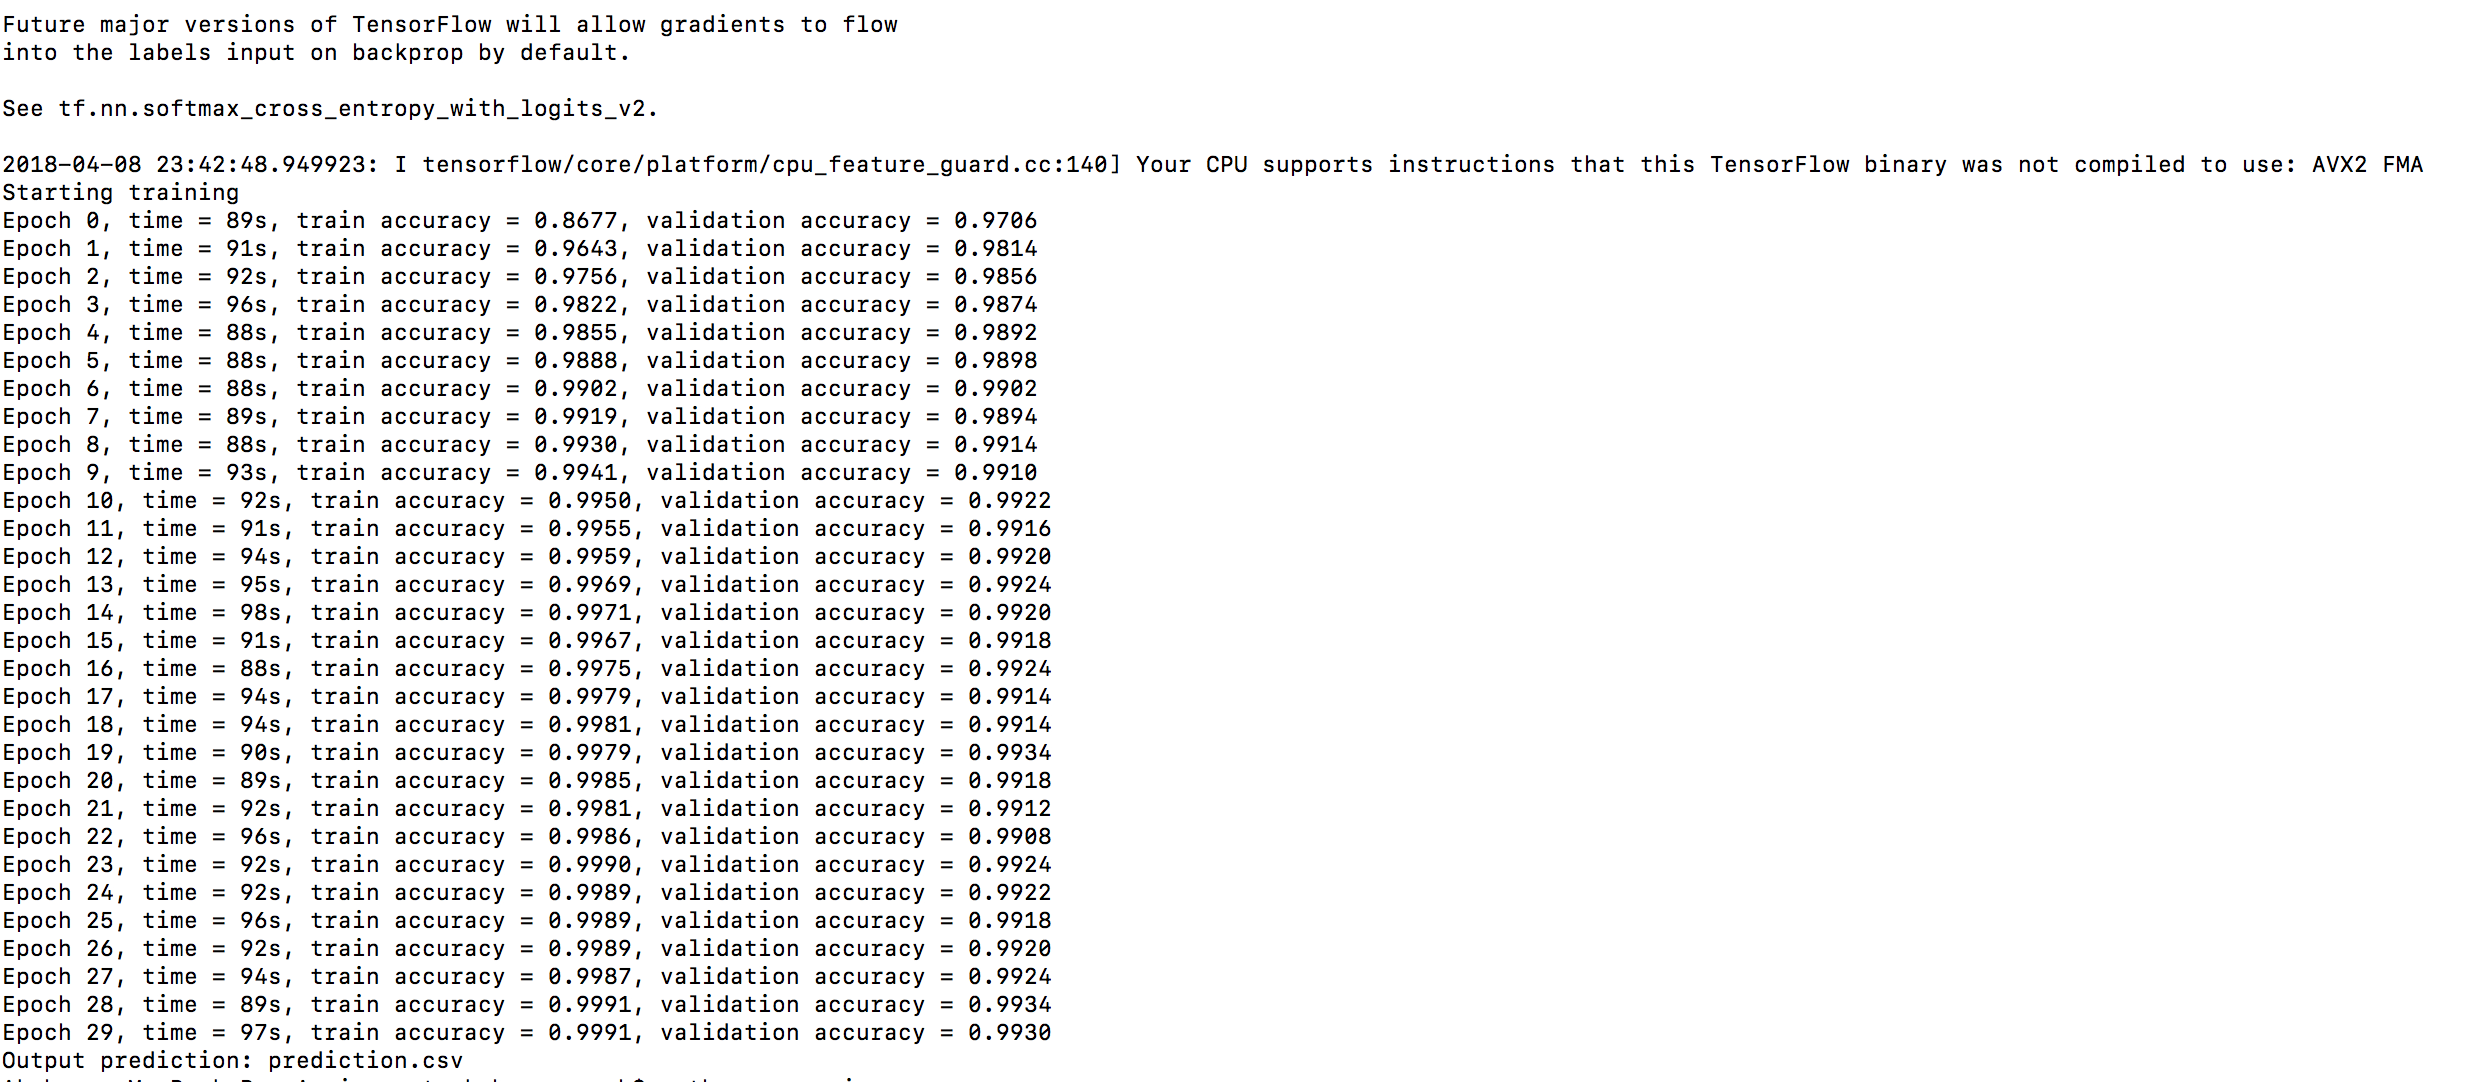 Future major versions of TensorFlow will allow gradients to flow
into the labels input on backprop by default.
See tf.nn.softmax_cross_entropy_with_logits_v2.
2018-04-08 23:42:48.949923: I tensorflow/core/platform/cpu_feature_guard.cc:140] Your CPU supports instructions that this TensorFlow binary was not compiled to use: AVX2 FMA
Starting training
Epoch 0, time = 89s, train accuracy = 0.8677, validation accuracy = 0.9706
Epoch 1, time = 91s, train accuracy = 0.9643, validation accuracy = 0.9814
Epoch 2, time = 92s, train accuracy = 0.9756, validation accuracy = 0.9856
Epoch 3, time = 96s, train accuracy = 0.9822, validation accuracy = 0.9874
Epoch 4, time = 88s, train accuracy = 0.9855, validation accuracy = 0.9892
Epoch 5, time = 88s, train accuracy = 0.9888, validation accuracy = 0.9898
Epoch 6, time = 88s, train accuracy = 0.9902, validation accuracy = 0.9902
Epoch 7, time = 89s, train accuracy = 0.9919, validation accuracy = 0.9894
Epoch 8, time = 88s, train accuracy = 0.9930, validation accuracy = 0.9914
Epoch 9, time = 93s, train accuracy = 0.9941, validation accuracy = 0.9910
Epoch 10, time = 92s, train accuracy = 0.9950, validation accuracy = 0.9922
Epoch 11, time = 91s, train accuracy = 0.9955, validation accuracy = 0.9916
Epoch 12, time = 94s, train accuracy = 0.9959, validation accuracy = 0.9920
Epoch 13, time = 95s, train accuracy = 0.9969, validation accuracy = 0.9924
Epoch 14, time = 98s, train accuracy = 0.9971, validation accuracy = 0.9920
Epoch 15, time = 91s, train accuracy = 0.9967, validation accuracy = 0.9918
Epoch 16, time = 88s, train accuracy = 0.9975, validation accuracy = 0.9924
Epoch 17, time = 94s, train accuracy = 0.9979, validation accuracy = 0.9914
Epoch 18, time = 94s, train accuracy = 0.9981, validation accuracy = 0.9914
Epoch 19, time = 90s, train accuracy = 0.9979, validation accuracy = 0.9934
Epoch 20, time = 89s, train accuracy = 0.9985, validation accuracy = 0.9918
Epoch 21, time = 92s, train accuracy = 0.9981, validation accuracy = 0.9912
Epoch 22, time = 96s, train accuracy = 0.9986, validation accuracy = 0.9908
Epoch 23, time = 92s, train accuracy = 0.9990, validation accuracy = 0.9924
Epoch 24, time = 92s, train accuracy = 0.9989, validation accuracy = 0.9922
Epoch 25, time = 96s, train accuracy = 0.9989, validation accuracy = 0.9918
Epoch 26, time = 92s, train accuracy = 0.9989, validation accuracy = 0.9920
Epoch 27, time = 94s, train accuracy = 0.9987, validation accuracy = 0.9924
Epoch 28, time = 89s, train accuracy = 0.9991, validation accuracy = 0.9934
Epoch 29, time = 97s, train accuracy = 0.9991, validation accuracy = 0.9930
Output prediction: prediction.csv